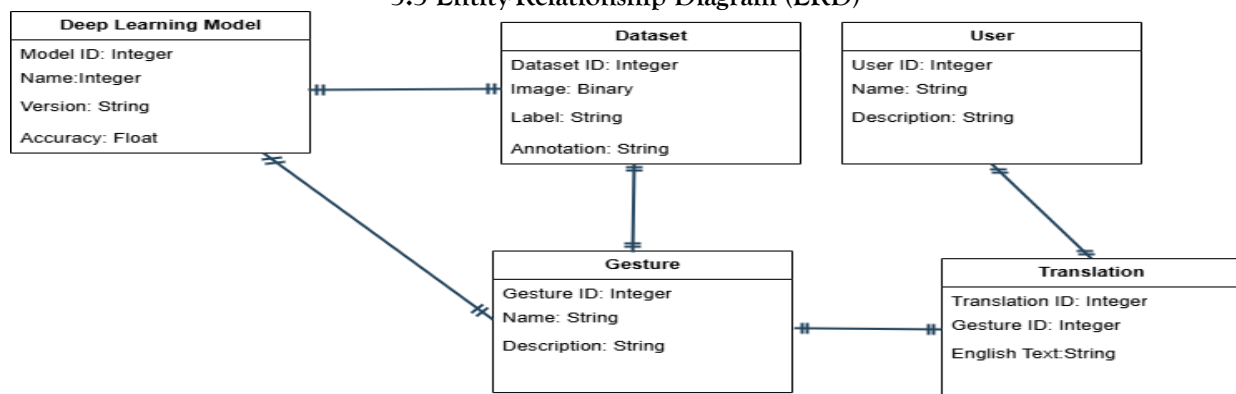 3.3 Entity Relationship Diagram (ERD)
Deep Learning Model
Model ID: Integer
Name:Integer
Version: String
Accuracy: Float
Dataset
Dataset ID: Integer
Image: Binary
Label: String
Annotation: String
User
User ID: Integer
Name: String
Description: String
Gesture
Gesture ID: Integer
Name: String
Description: String
Translation
Translation ID: Integer
Gesture ID: Integer
English Text:String